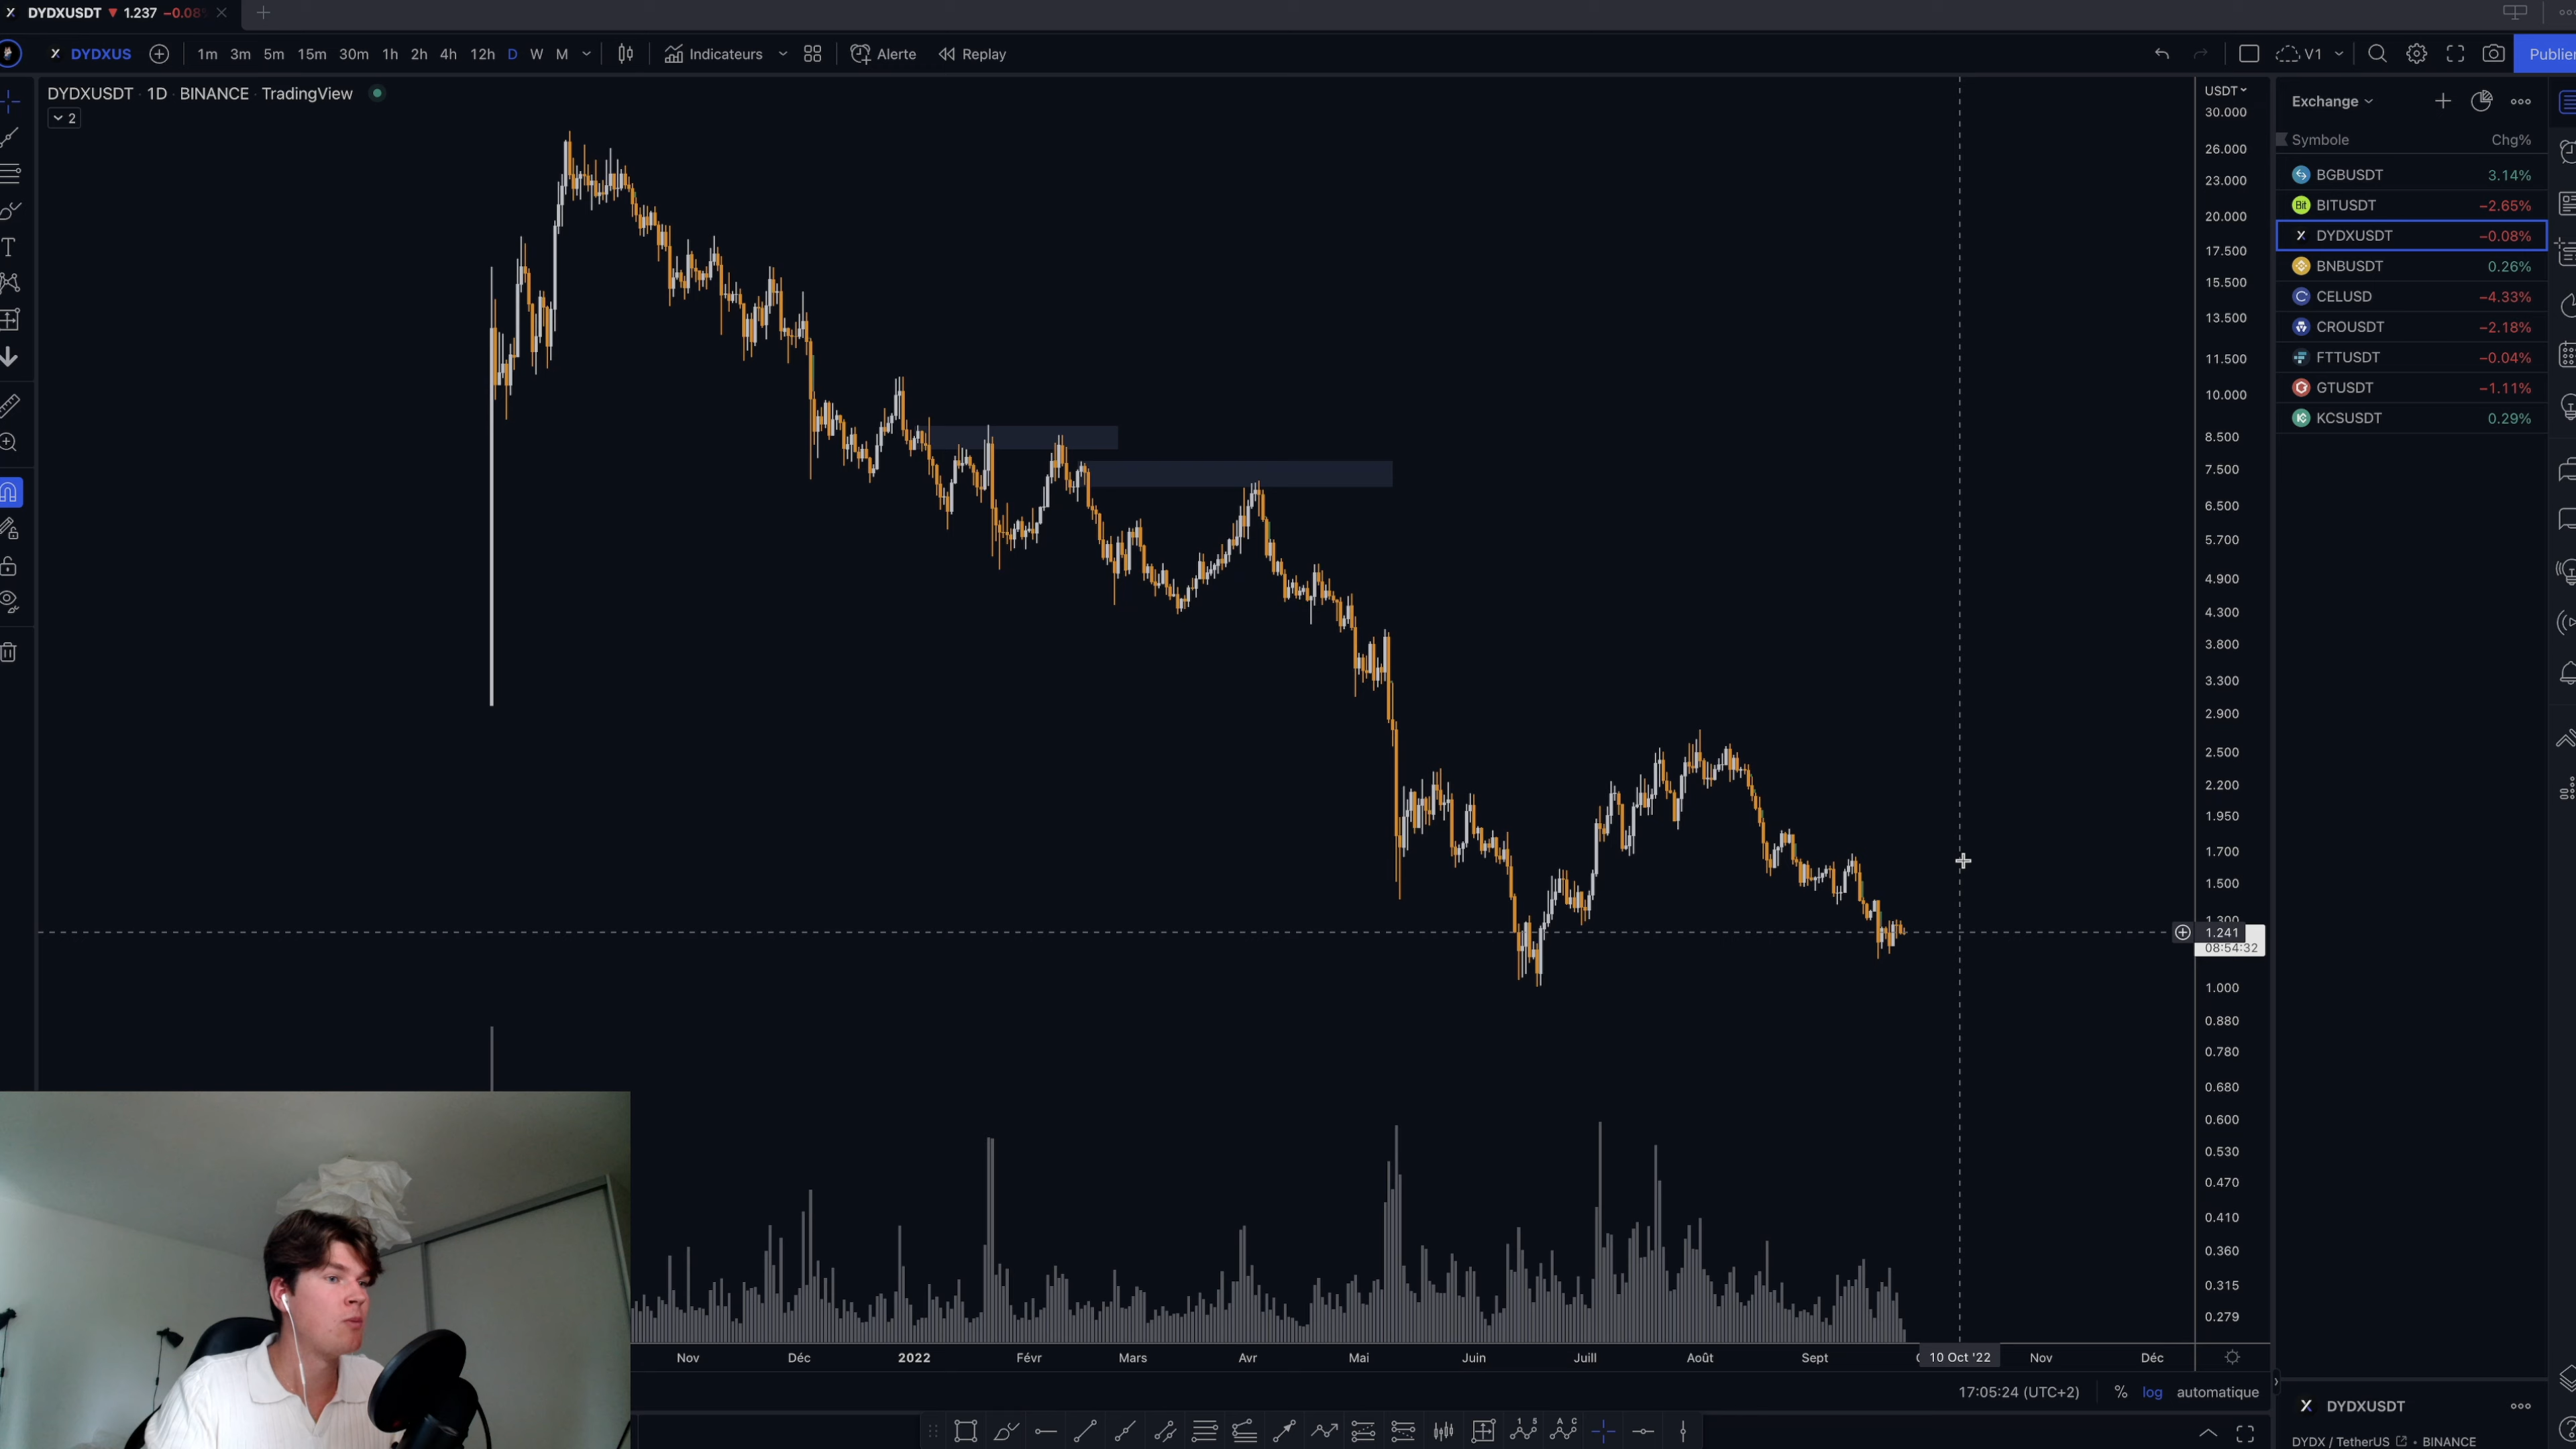 DYDXUSDT ▼ 1.237 −0.08
DYDXUS 1m 3m 5m 15m 30m 1h 2h 4h 12h D W M Indicateurs Alerte Replay V1 Publier
DYDXUSDT 1D BINANCE TradingView
2
USDT
30.000
26.000
23.000
20.000
17.500
15.500
13.500
11.500
10.000
8.500
7.500
6.500
5.700
4.900
4.300
3.800
3.300
2.900
2.500
2.200
1.950
1.700
1.500
1.300
1.241
08:54:32
1.000
0.880
0.780
0.680
0.600
0.530
0.470
0.410
0.360
0.315
0.279
Exchange
Symbole Chg%
BGBUSDT 3.14%
Bit BITUSDT −2.65%
DYDXUSDT −0.08%
BNBUSDT 0.26%
CELUSD −4.33%
CROUSDT −2.18%
FTTUSDT −0.04%
GTUSDT −1.11%
KCSUSDT 0.29%
Nov Déc 2022 Févr Mars Avr Mai Juin Juill Août Sept 10 Oct '22 Nov Déc
17:05:24 (UTC+2) % log automatique
DYDXUSDT
DYDX / TetherUS • BINANCE